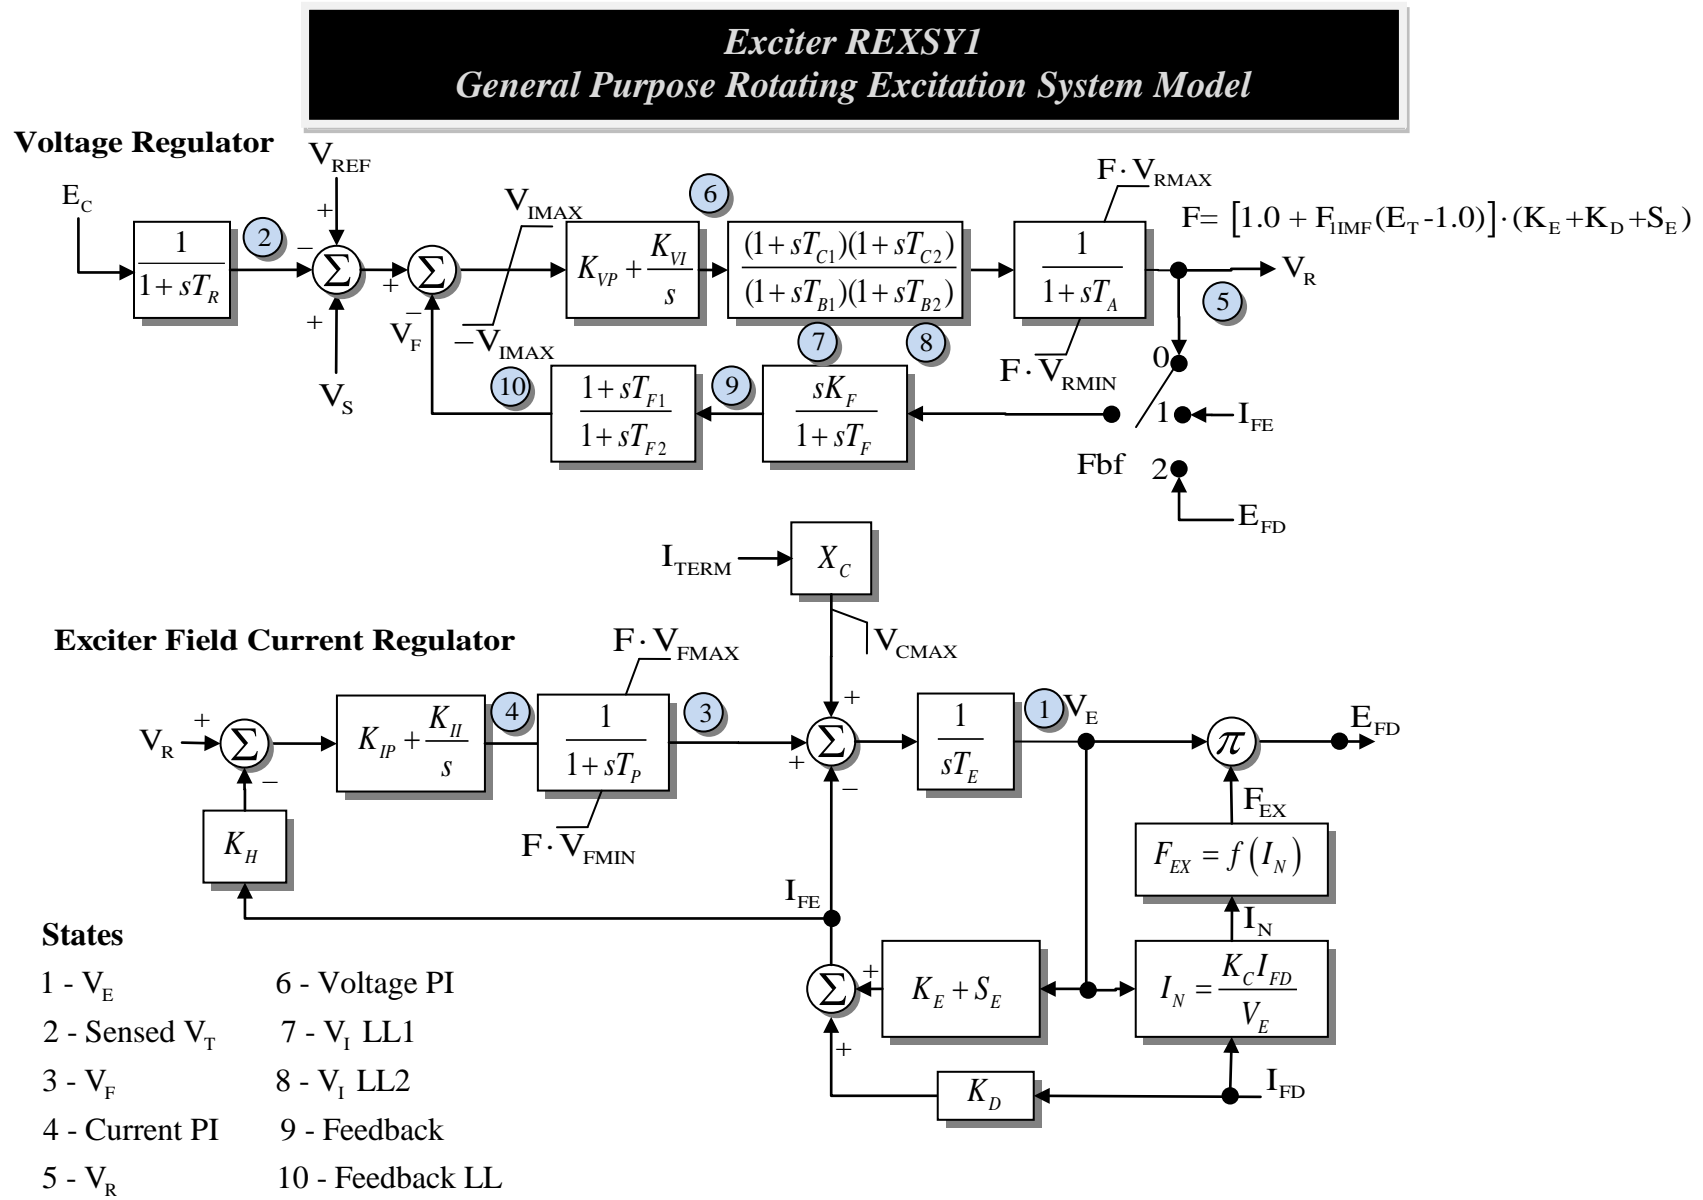 Exciter REXSY1
General Purpose Rotating Excitation System Model
Voltage Regulator
V_REF
E_C
1
1 + sT_R
2
−
+
Σ
+
V_S
+
Σ
−
V_F
V_IMAX
−V_IMAX
K_VP + K_VI
s
6
(1+ sT_C1)(1+ sT_C2)
(1+ sT_B1)(1+ sT_B2)
7
8
F· V_RMAX
1
1 + sT_A
F· V_RMIN
F= [1.0 + F_1IMF(E_T -1.0)]·(K_E +K_D +S_E)
V_R
5
0
1
I_FE
Fbf
2
E_FD
10
1 + sT_F1
1 + sT_F2
9
sK_F
1 + sT_F
I_TERM
X_C
V_CMAX
Exciter Field Current Regulator
V_R
+
Σ
−
K_H
K_IP + K_II
s
4
F· V_FMAX
1
1 + sT_P
F· V_FMIN
3
+
+
Σ
−
1
sT_E
1
V_E
π
E_FD
F_EX
F_EX = f(I_N)
I_N
I_FE
Σ
+
+
K_E + S_E
I_N = K_C I_FD
V_E
K_D
I_FD
States
1 - V_E
2 - Sensed V_T
3 - V_F
4 - Current PI
5 - V_R
6 - Voltage PI
7 - V_I LL1
8 - V_I LL2
9 - Feedback
10 - Feedback LL